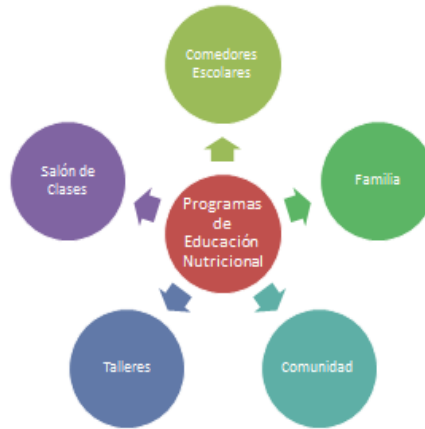 Comedores
Escolares
Salón de
Clases
Familia
Programas
de
Educación
Nutricional
Talleres
Comunidad